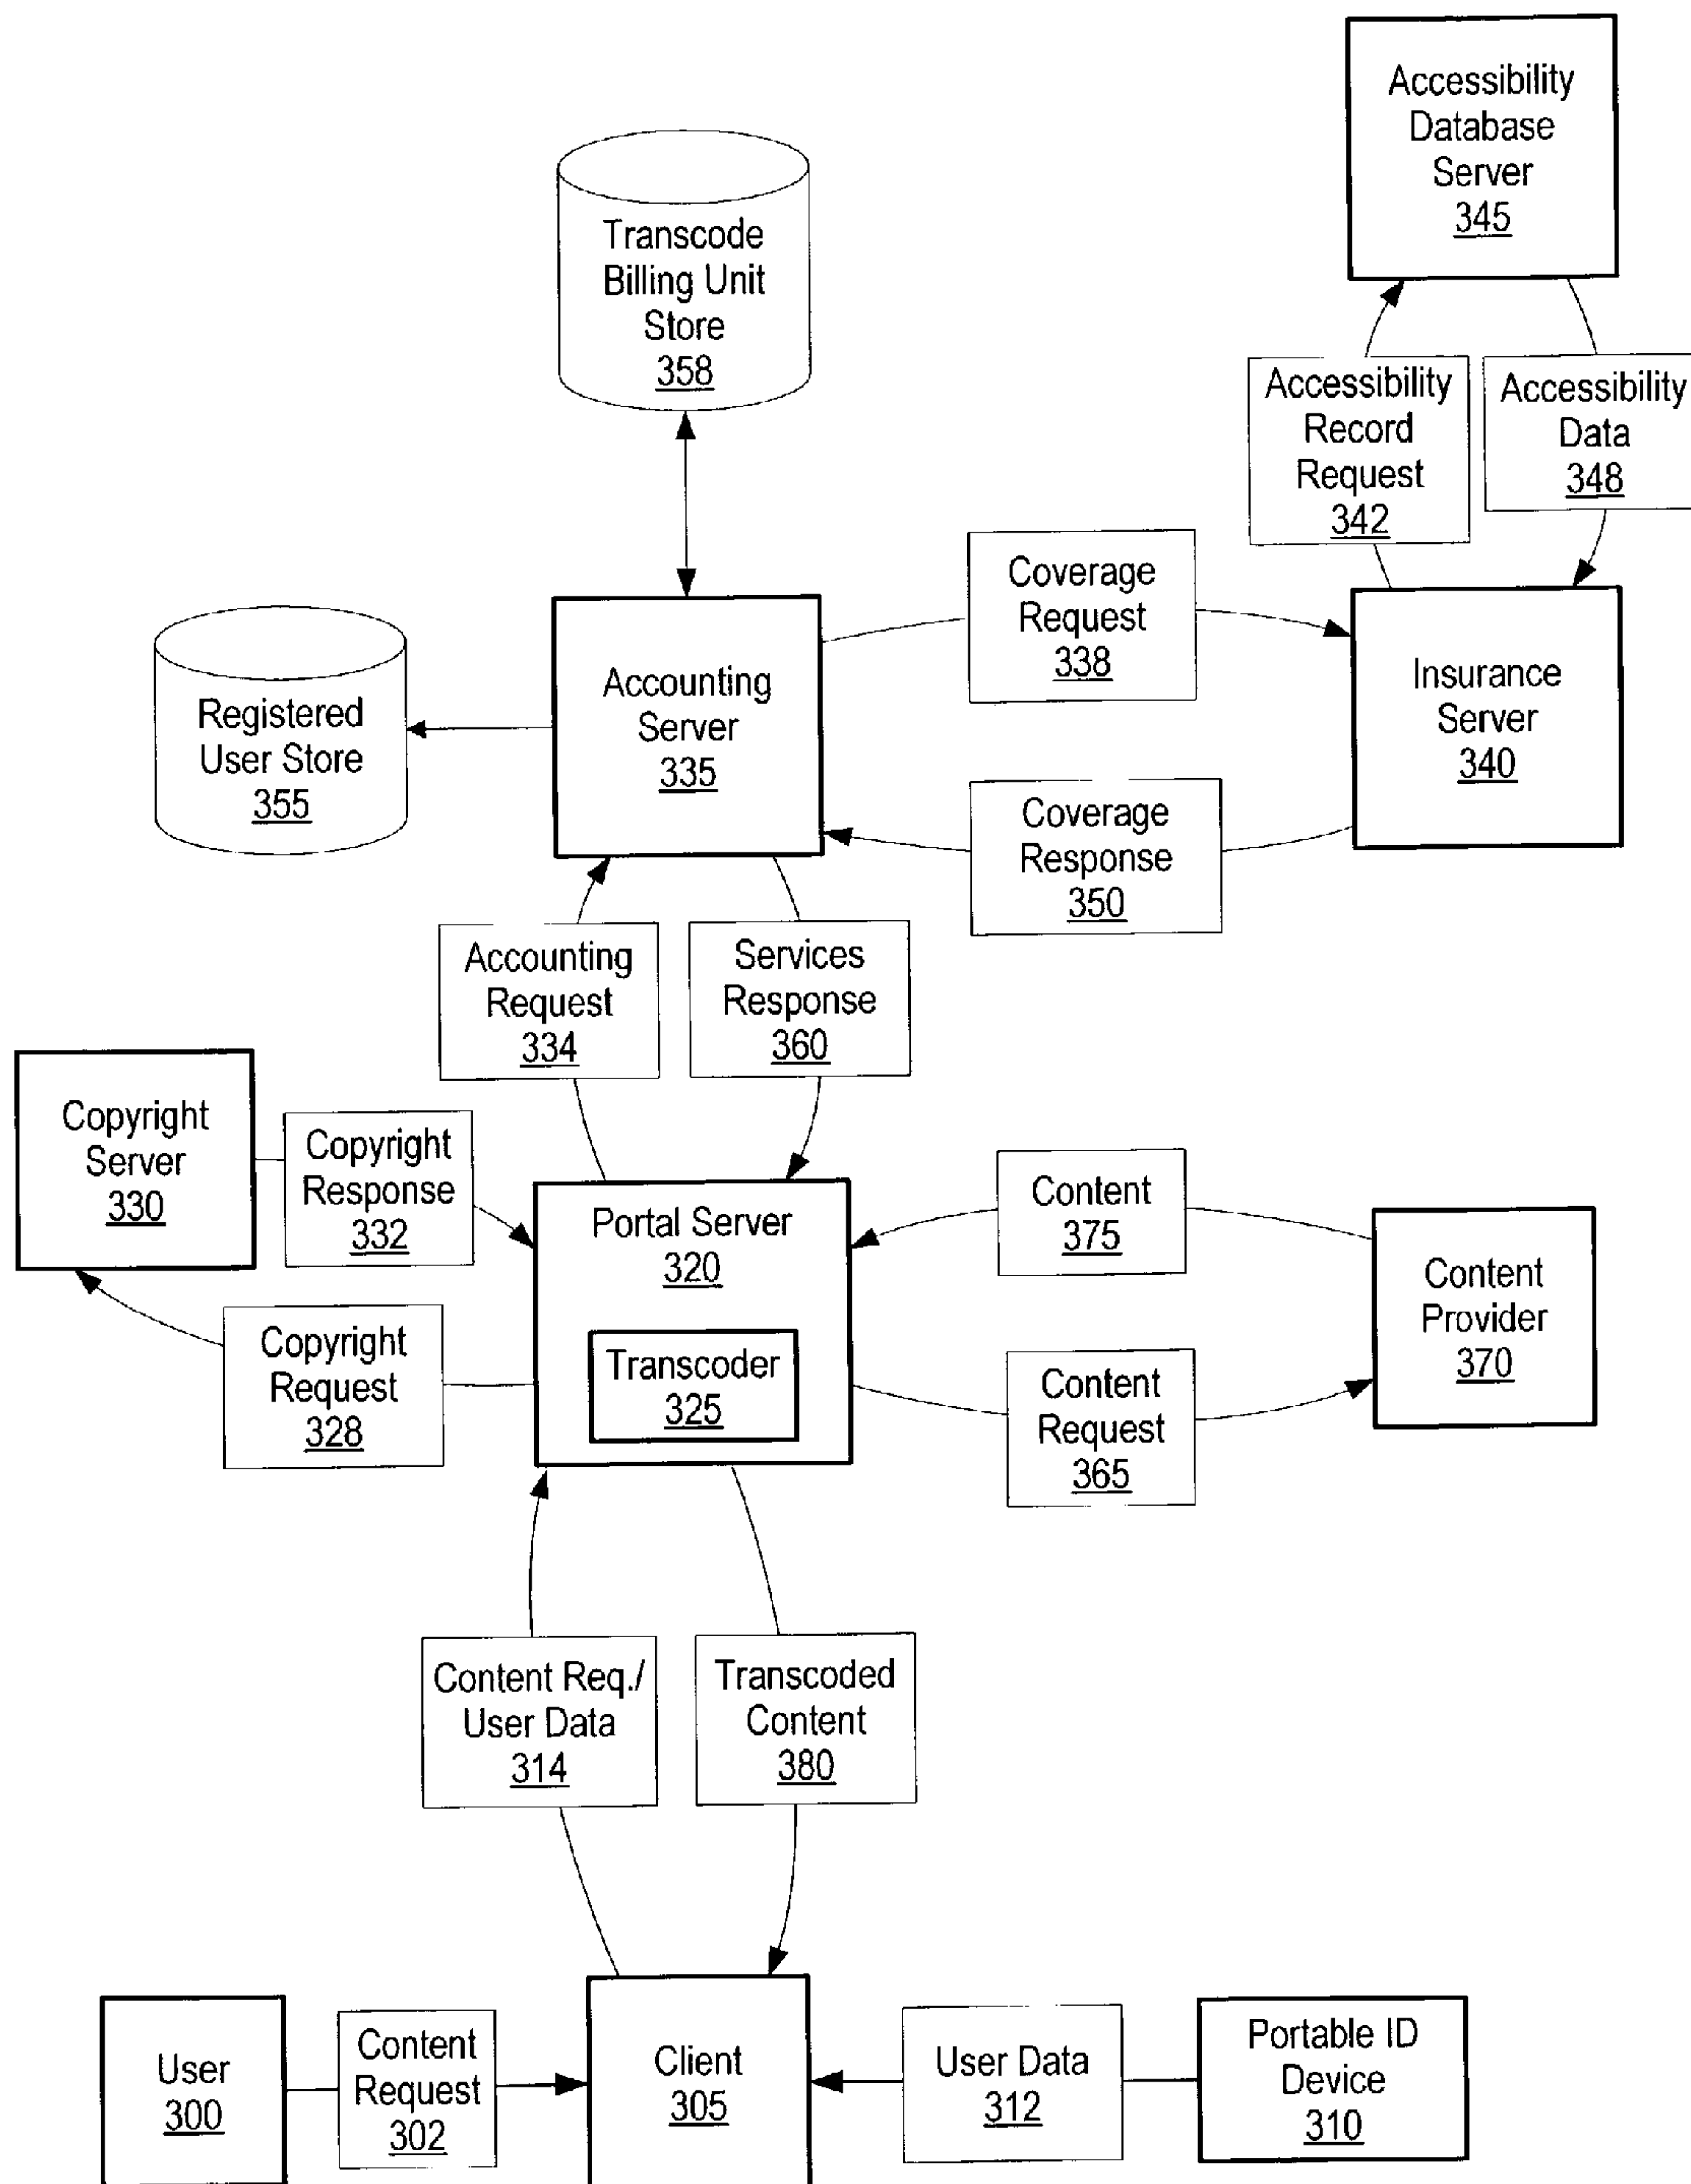 Accessibility
Database
Server
345
Transcode
Billing Unit
Store
358
Accessibility
Record
Request
342
Accessibility
Data
348
Coverage
Request
338
Registered
User Store
355
Accounting
Server
335
Insurance
Server
340
Coverage
Response
350
Accounting
Request
334
Services
Response
360
Copyright
Server
330
Copyright
Response
332
Portal Server
320
Content
375
Content
Provider
370
Copyright
Request
328
Transcoder
325
Content
Request
365
Content Req./
User Data
314
Transcoded
Content
380
User
300
Content
Request
302
Client
305
User Data
312
Portable ID
Device
310